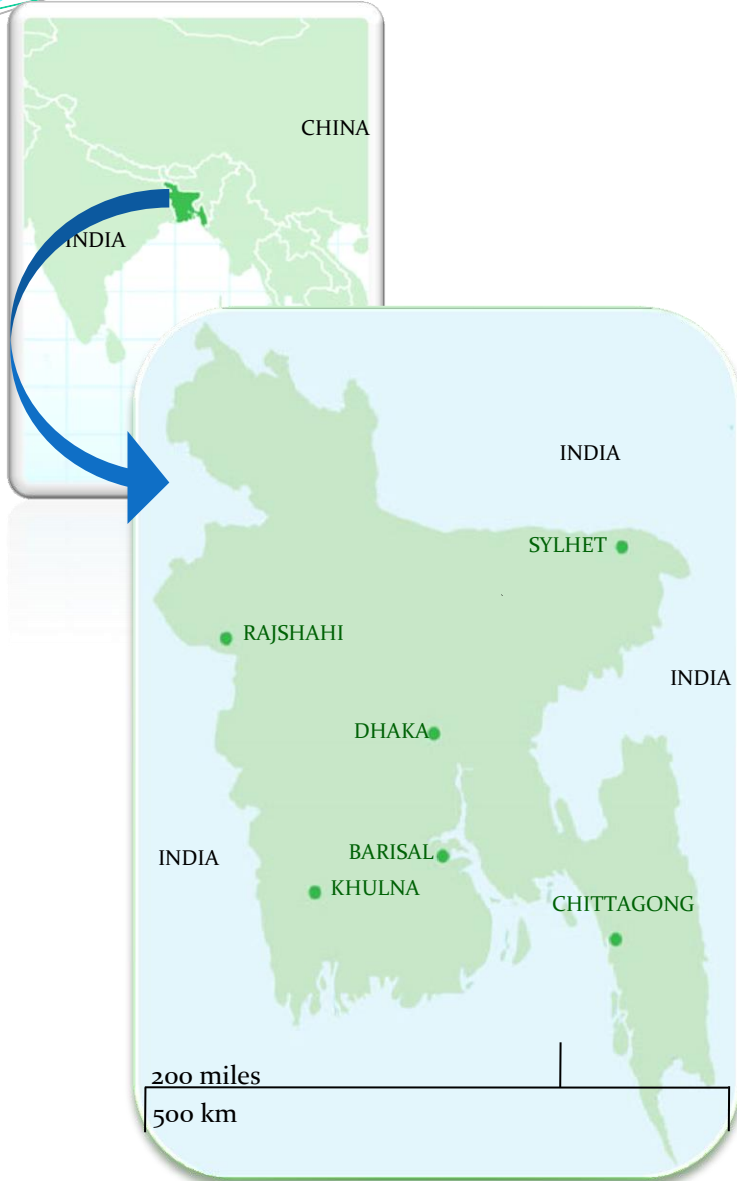 CHINA
INDIA
INDIA
SYLHET
RAJSHAHI
INDIA
DHAKA
BARISAL
INDIA
KHULNA
CHITTAGONG
200 miles
500 km